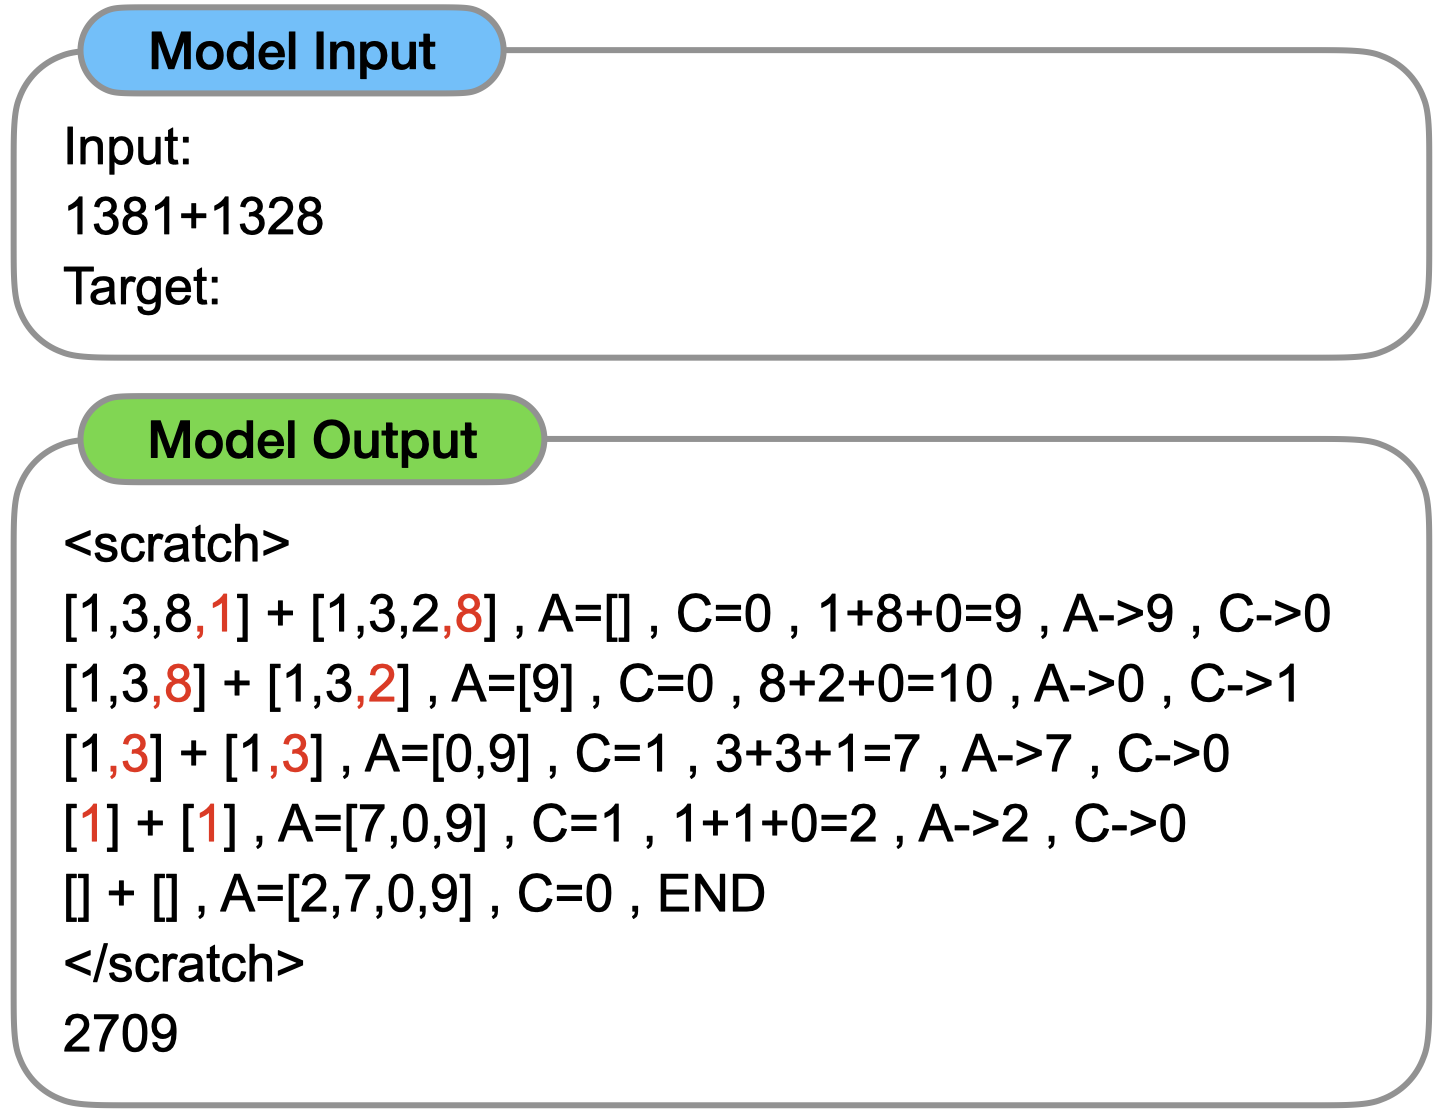 Model Input
Input:
1381+1328
Target:
Model Output
<scratch>
[1,3,8,1] + [1,3,2,8] , A=[] , C=0 , 1+8+0=9 , A->9 , C->0
[1,3,8] + [1,3,2] , A=[9] , C=0 , 8+2+0=10 , A->0 , C->1
[1,3] + [1,3] , A=[0,9] , C=1 , 3+3+1=7 , A->7 , C->0
[1] + [1] , A=[7,0,9] , C=1 , 1+1+0=2 , A->2 , C->0
[] + [] , A=[2,7,0,9] , C=0 , END
</scratch>
2709